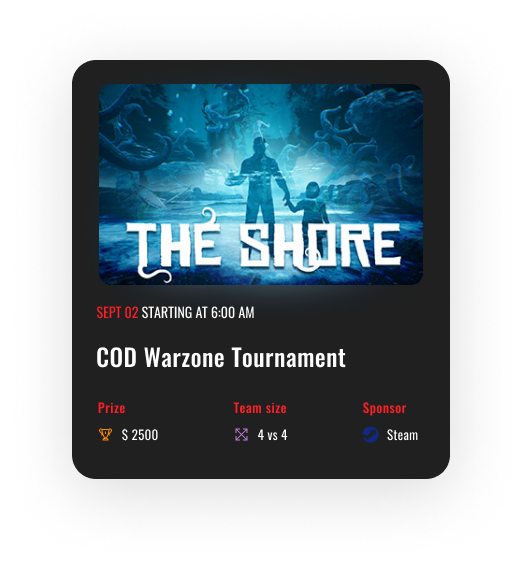 THE SHORE
SEPT 02 STARTING AT 6:00 AM
COD Warzone Tournament
Prize Team size Sponsor
$ 2500 4 vs 4 Steam